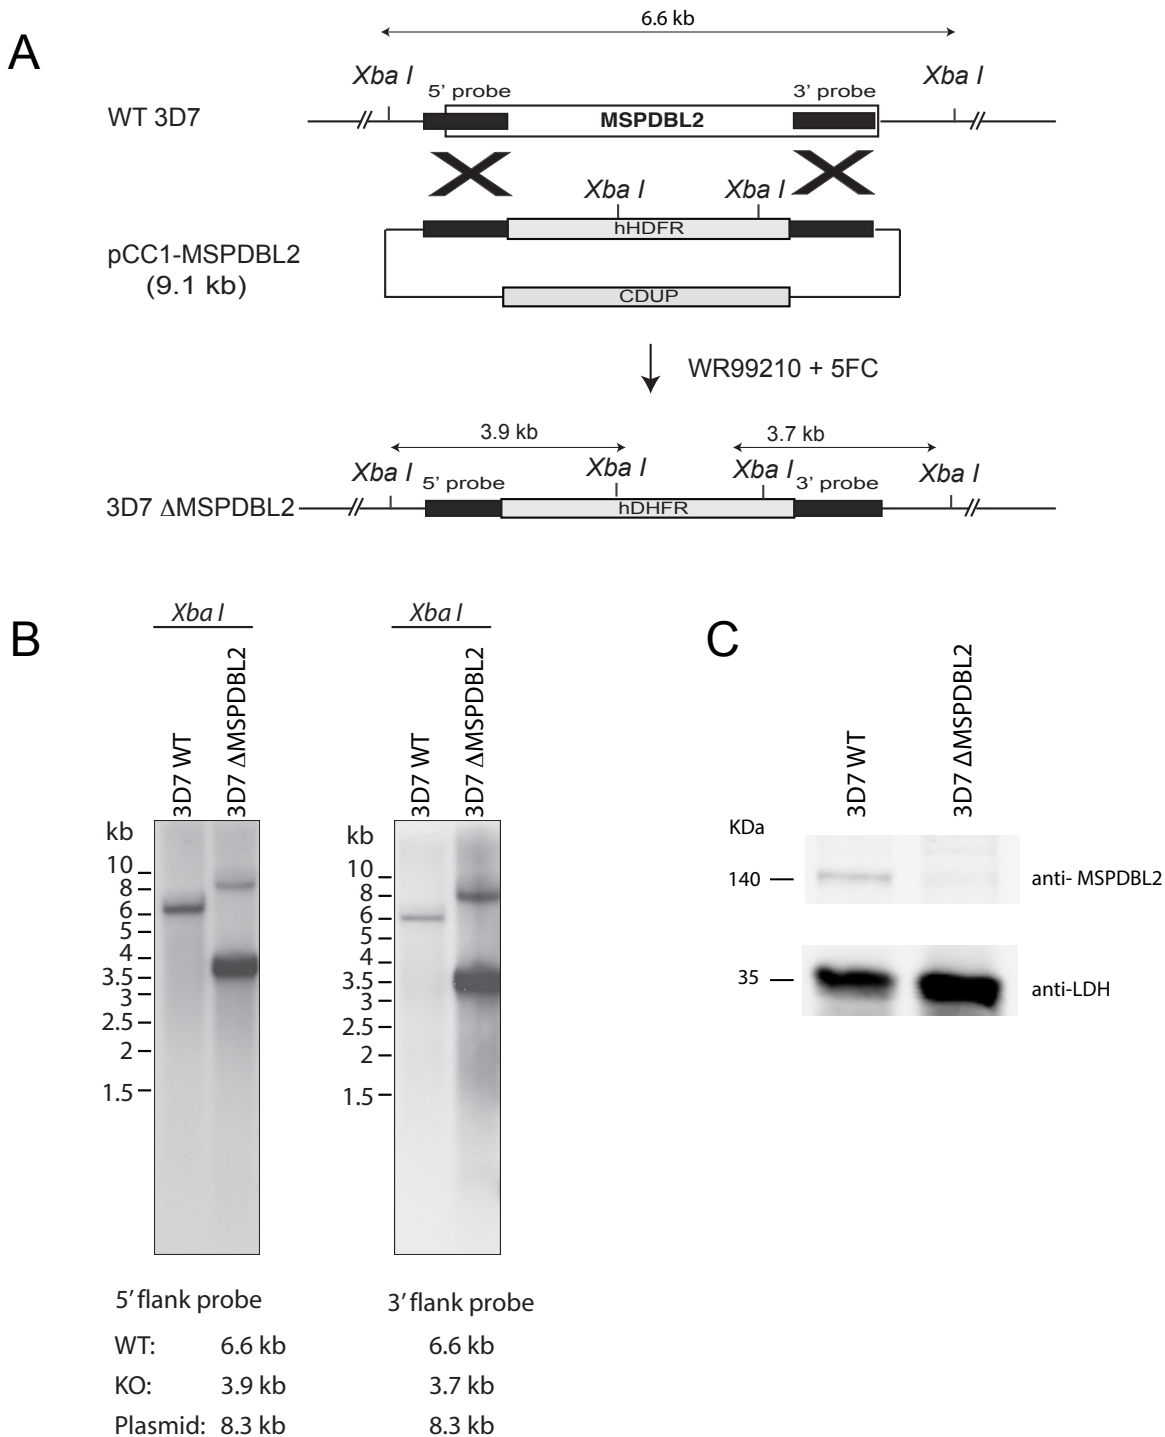 A
6.6 kb
Xba I
Xba I
5' probe
3' probe
WT 3D7
MSPDBL2
Xba I
Xba I
hHDFR
pCC1-MSPDBL2
(9.1 kb)
CDUP
WR99210 + 5FC
3.9 kb
3.7 kb
Xba I
5' probe
Xba I
Xba I
3' probe
Xba I
3D7 ΔMSPDBL2
hDHFR
B
Xba I
3D7 WT
3D7 ΔMSPDBL2
kb
10
8
6
5
4
3.5
3
2.5
2
1.5
5' flank probe
WT: 6.6 kb
KO: 3.9 kb
Plasmid: 8.3 kb
Xba I
3D7 WT
3D7 ΔMSPDBL2
kb
10
8
6
5
4
3.5
3
2.5
2
1.5
3' flank probe
6.6 kb
3.7 kb
8.3 kb
C
3D7 WT
3D7 ΔMSPDBL2
KDa
140
anti- MSPDBL2
35
anti-LDH